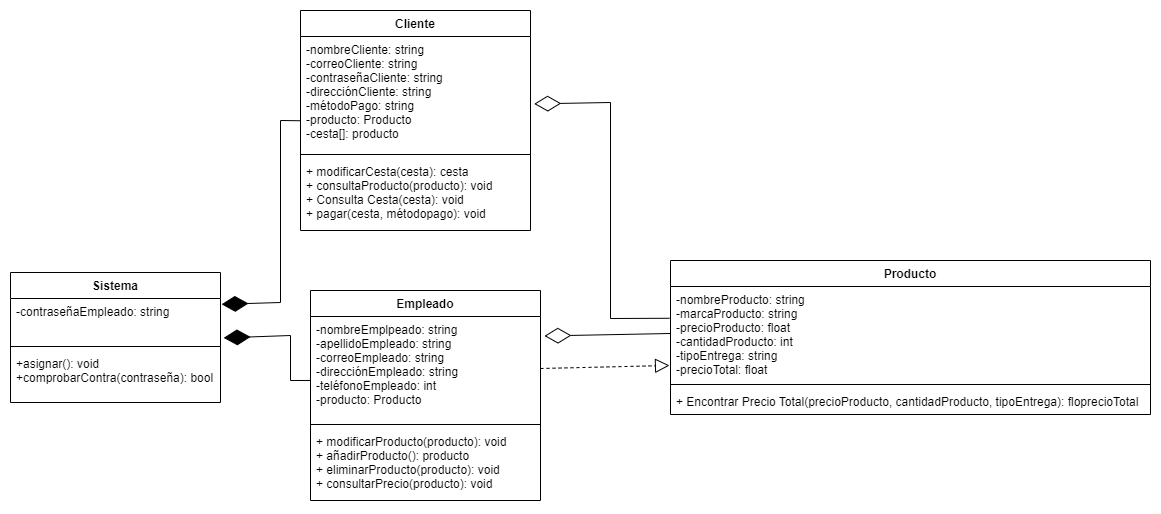 Cliente
-nombreCliente: string
-correoCliente: string
-contraseñaCliente: string
-direcciónCliente: string
-métodoPago: string
-producto: Producto
-cesta[]: producto
+ modificarCesta(cesta): cesta
+ consultaProducto(producto): void
+ Consulta Cesta(cesta): void
+ pagar(cesta, métodopago): void
Sistema
-contraseñaEmpleado: string
+asignar(): void
+comprobarContra(contraseña): bool
Empleado
-nombreEmplpeado: string
-apellidoEmpleado: string
-correoEmpleado: string
-direcciónEmpleado: string
-teléfonoEmpleado: int
-producto: Producto
+ modificarProducto(producto): void
+ añadirProducto(): producto
+ eliminarProducto(producto): void
+ consultarPrecio(producto): void
Producto
-nombreProducto: string
-marcaProducto: string
-precioProducto: float
-cantidadProducto: int
-tipoEntrega: string
-precioTotal: float
+ Encontrar Precio Total(precioProducto, cantidadProducto, tipoEntrega): floprecioTotal